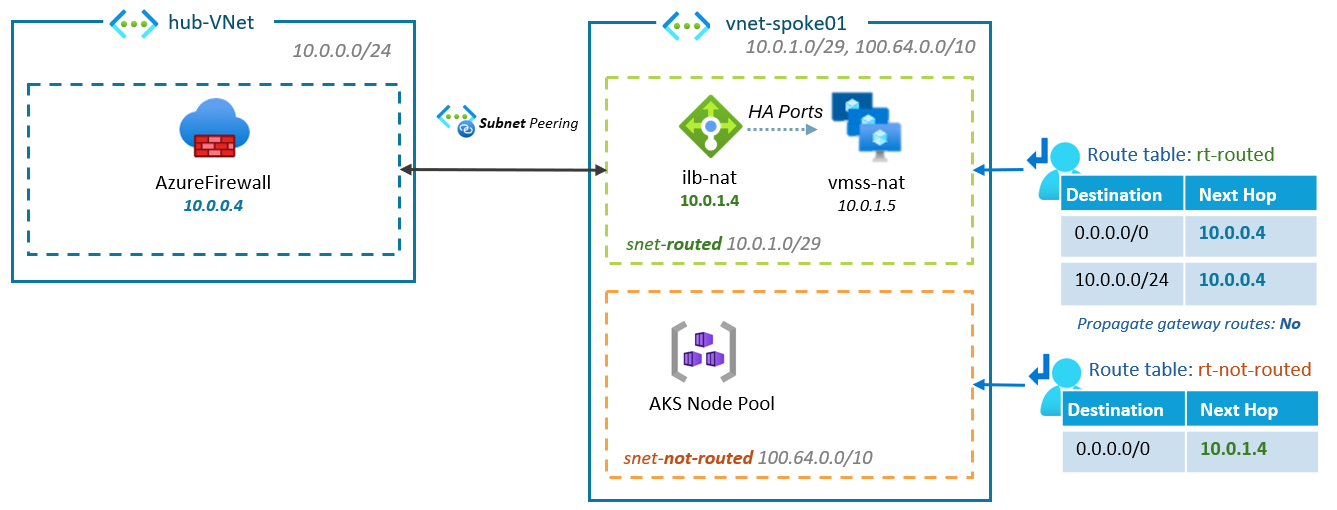 hub-VNet
10.0.0.0/24
AzureFirewall
10.0.0.4
Subnet Peering
vnet-spoke01
10.0.1.0/29, 100.64.0.0/10
HA Ports
ilb-nat
10.0.1.4
vmss-nat
10.0.1.5
snet-routed 10.0.1.0/29
AKS Node Pool
snet-not-routed 100.64.0.0/10
Route table: rt-routed
Destination Next Hop
0.0.0.0/0 10.0.0.4
10.0.0.0/24 10.0.0.4
Propagate gateway routes: No
Route table: rt-not-routed
Destination Next Hop
0.0.0.0/0 10.0.1.4